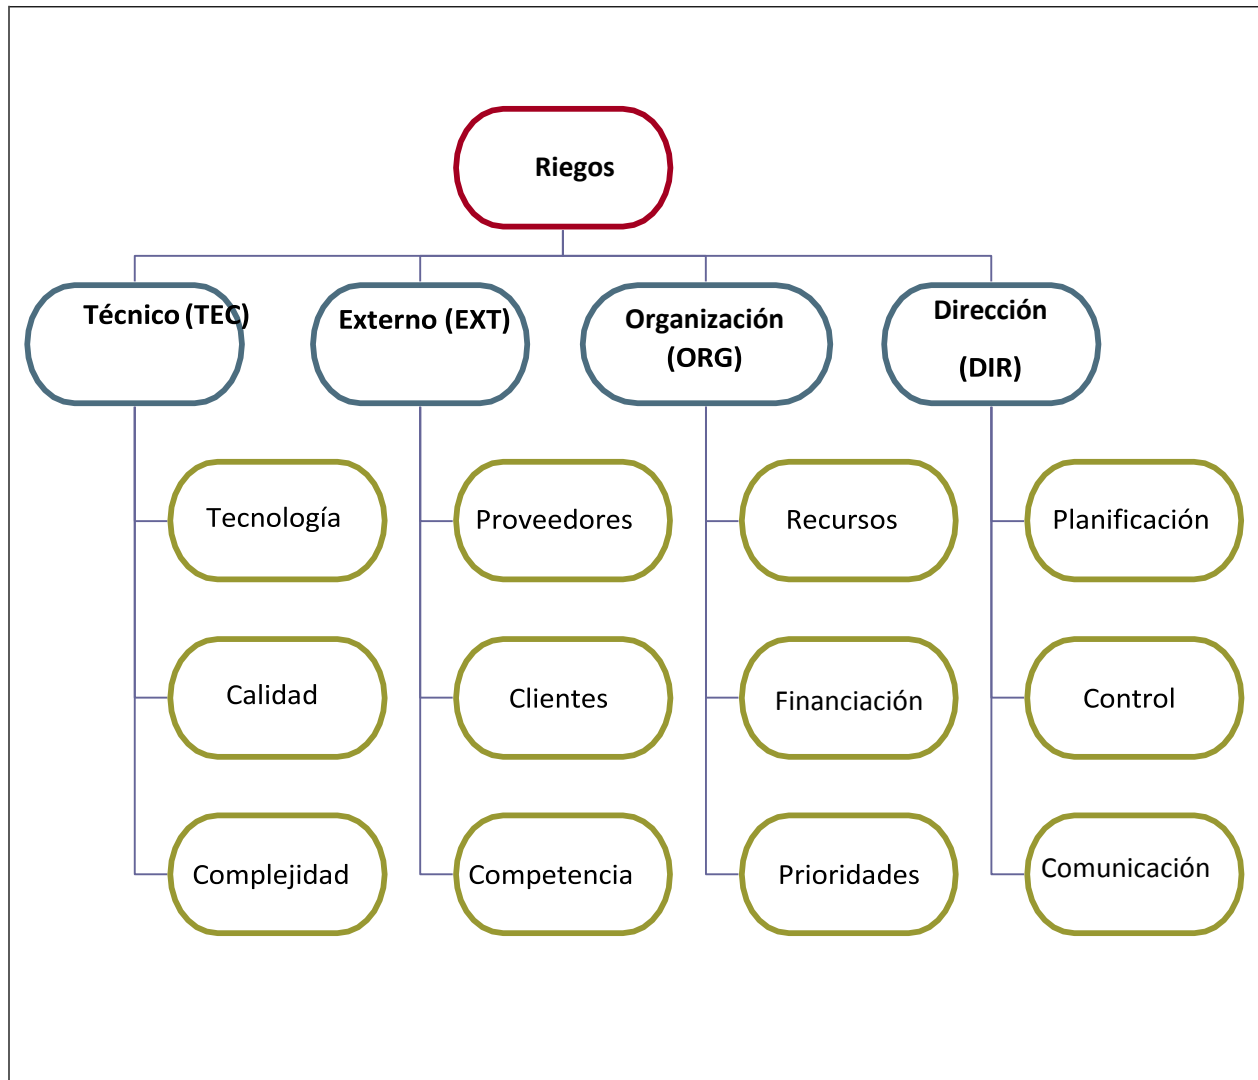 Riegos
Técnico (TEC)
Externo (EXT)
Organización
(ORG)
Dirección
(DIR)
Tecnología
Proveedores
Recursos
Planificación
Calidad
Clientes
Financiación
Control
Complejidad
Competencia
Prioridades
Comunicación